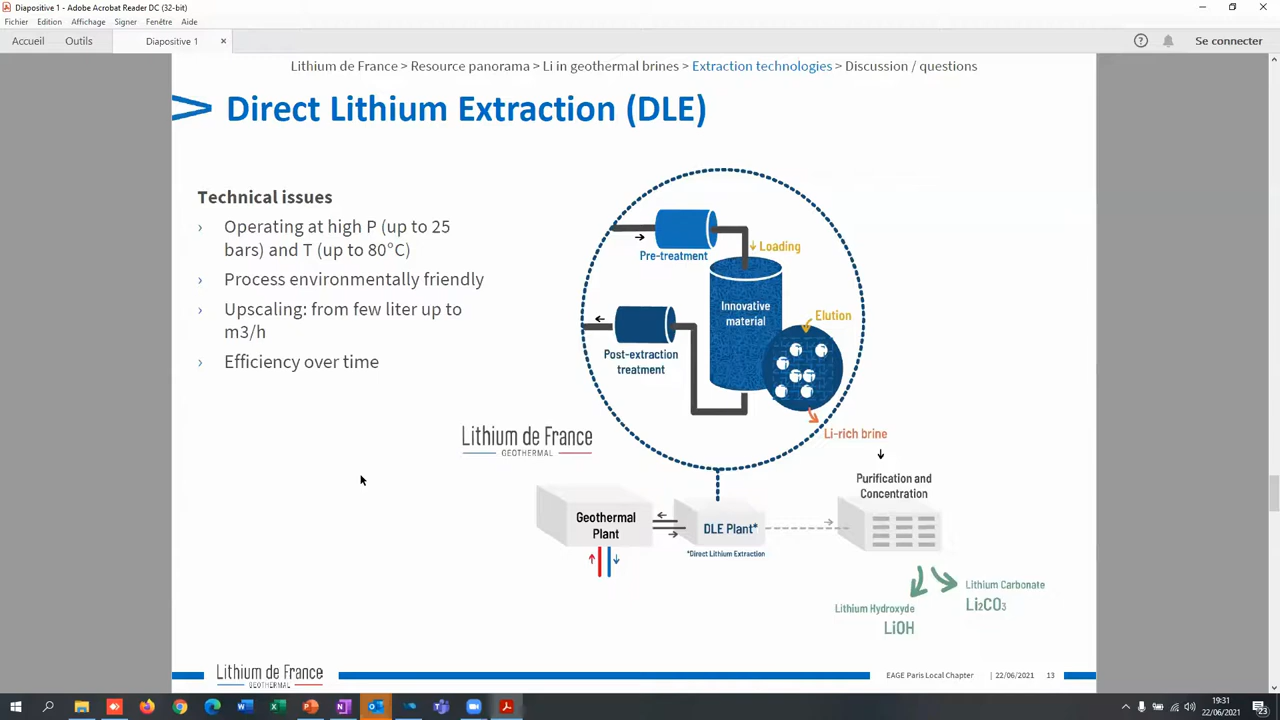 Diapositive 1 - Adobe Acrobat Reader DC (32-bit)
Fichier Edition Affichage Signer Fenêtre Aide
Accueil Outils Diapositive 1 × Se connecter
Lithium de France > Resource panorama > Li in geothermal brines > Extraction technologies > Discussion / questions
> Direct Lithium Extraction (DLE)
Technical issues
› Operating at high P (up to 25
bars) and T (up to 80°C)
› Process environmentally friendly
› Upscaling: from few liter up to
m3/h
› Efficiency over time
Pre-treatment
Loading
Innovative
material
Elution
Post-extraction
treatment
Li-rich brine
Lithium de France
GEOTHERMAL
Purification and
Concentration
Geothermal
Plant
DLE Plant*
*Direct Lithium Extraction
Lithium Carbonate
Li2CO3
Lithium Hydroxyde
LiOH
Lithium de France
GEOTHERMAL
EAGE Paris Local Chapter | 22/06/2021 13
19:31
22/06/2021
23